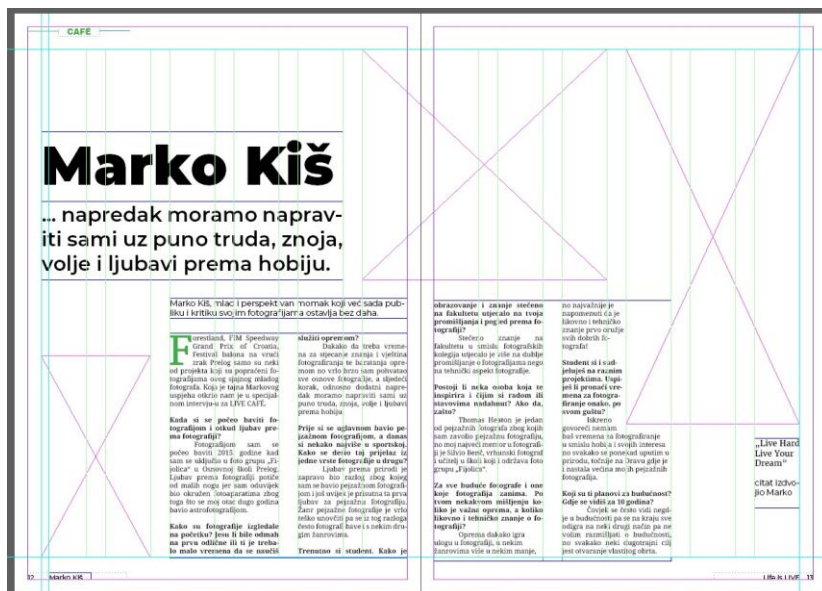 CAFÉ
Marko Kiš
... napredak moramo naprav-
iti sami uz puno truda, znoja,
volje i ljubavi prema hobiju.
Marko Kiš, mlad i perspektivan momak koji već sada pub-
liku i kritiku svojim fotografijama ostavlja bez daha.
Forestland, FIM Speedway
Grand Prix of Croatia,
Festival balona na vrući
zrak Prelog samo su neki
od projekta koji su popraćeni fo-
tografijama ovog sjajnog mladog
fotografa. Koja je tajna Markovog
uspjeha otkrio nam je u specijal-
nom intervju-u za LIVE CAFÉ.
Kada si se počeo baviti fo-
tografijom i otkud ljubav pre-
ma fotografiji?
Fotografijom sam se
počeo baviti 2015. godine kad
sam se uključio u foto grupu „Fi-
jolica“ u Osnovnoj školi Prelog.
Ljubav prema fotografiji potiče
od malih nogu jer sam oduvijek
bio okružen fotoaparatima zbog
toga što se moj otac dugo godina
bavio astrofotografijom.
Kako su fotografije izgledale
na početku? Jesu li bile odmah
na prvu odlične ili ti je treba-
lo malo vremena da se naučiš
služiti opremom?
Dakako da treba vreme-
na za stjecanje znanja i vještina
fotografiranja te baratanja opre-
mom no vrlo brzo sam pohvatao
sve osnove fotografije, a sljedeći
korak, odnosno dodatni napre-
dak moramo napraviti sami uz
puno truda, znoja, volje i ljubavi
prema hobiju
Prije si se uglavnom bavio pe-
jzažnom fotografijom, a danas
si nekako najviše u sportskoj.
Kako se desio taj prijelaz iz
jedne vrste fotografije u drugu?
Ljubav prema prirodi je
zapravo bio razlog zbog kojeg
sam se bavio pejzažnom fotografi-
jom i još uvijek je prisutna ta prva
ljubav za pejzažnu fotografiju.
Žanr pejzažne fotografije je vrlo
teško unovčiti pa se iz tog razloga
često fotografi bave i s nekim dru-
gim žanrovima.
Trenutno si student. Kako je
obrazovanje i znanje stečeno
na fakultetu utjecalo na tvoja
promišljanja i pogled prema fo-
tografiji?
Stečeno znanje na
fakultetu u smislu fotografskih
kolegija utjecalo je više na dublje
promišljanje o fotografijama nego
na tehnički aspekt fotografije.
Postoji li neka osoba koja te
inspirira i čijim si radom ili
stavovima nadahnut? Ako da,
zašto?
Thomas Heaton je jedan
od pejzažnih fotografa zbog kojih
sam zavolio pejzažnu fotografiju,
no moj najveći mentor u fotografi-
ji je Silvio Berić, vrhunski fotograf
i učitelj u školi koji i održava foto
grupu „Fijolica“.
Za sve buduće fotografe i one
koje fotografija zanima. Po
tvom nekakvom mišljenju ko-
liko je važna oprema, a koliko
likovno i tehničko znanje o fo-
tografiji?
Oprema dakako igra
ulogu u fotografiji, u nekim
žanrovima više u nekim manje,
no najvažnije je
napomenuti da je
likovno i tehničko
znanje prvo oružje
svih dobrih fo-
tografa!
Student si i sud-
jeluješ na raznim
projektima. Uspi-
ješ li pronaći vre-
mena za fotogra-
firanje onako, po
svom guštu?
Iskreno
govoreći nemam
baš vremena za fotografiranje
u smislu hobija i svojih interesa
no svakako se ponekad uputim u
prirodu, točnije na Dravu gdje je
i nastala većina mojih pejzažnih
fotografija.
Koji su ti planovi za budućnost?
Gdje se vidiš za 10 godina?
Čovjek se često vidi negd-
je u budućnosti pa se na kraju sve
odigra na neki drugi način pa ne
volim razmišljati o budućnosti,
no svakako neki dugotrajni cilj
jest otvaranje vlastitog obrta.
„Live Hard
Live Your
Dream“
citat izdvo-
jio Marko
12 Marko Kiš
Life is LIVE 13